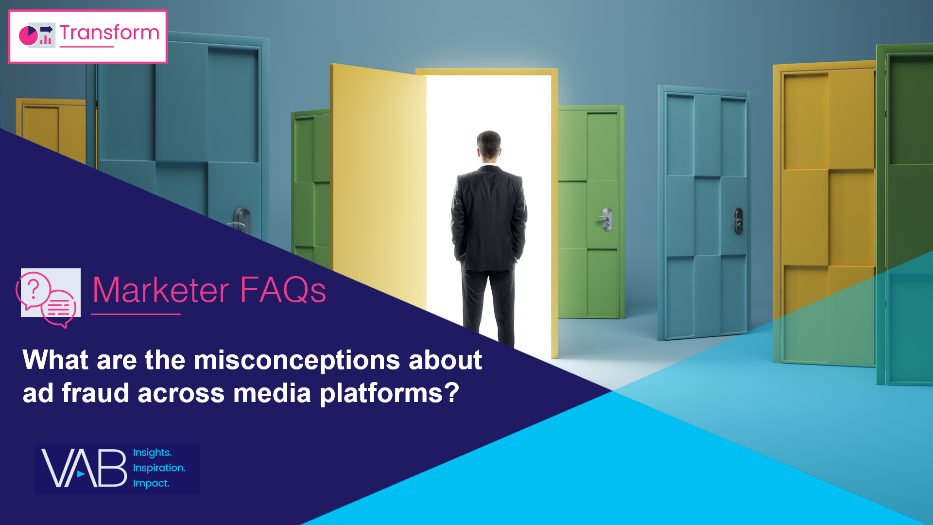 Transform
Marketer FAQs
What are the misconceptions about
ad fraud across media platforms?
VAB
Insights.
Inspiration.
Impact.